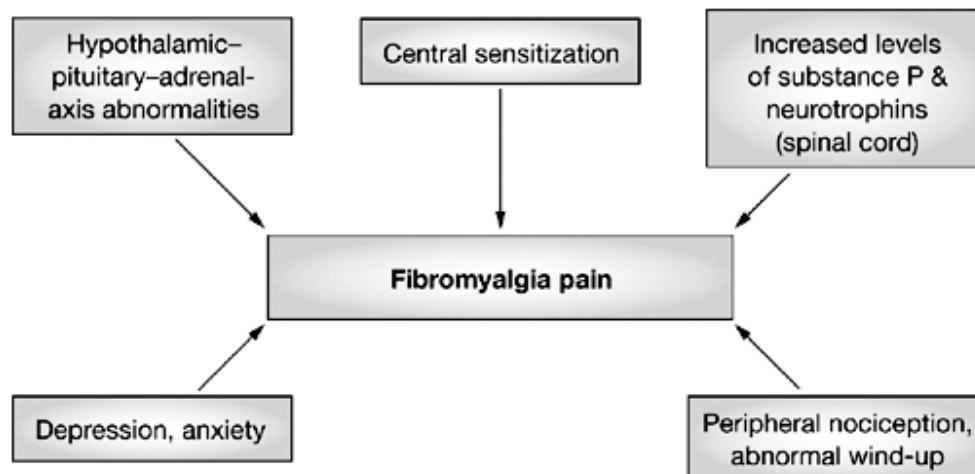 Hypothalamic–
pituitary–adrenal-
axis abnormalities
Central sensitization
Increased levels
of substance P &
neurotrophins
(spinal cord)
Fibromyalgia pain
Depression, anxiety
Peripheral nociception,
abnormal wind-up